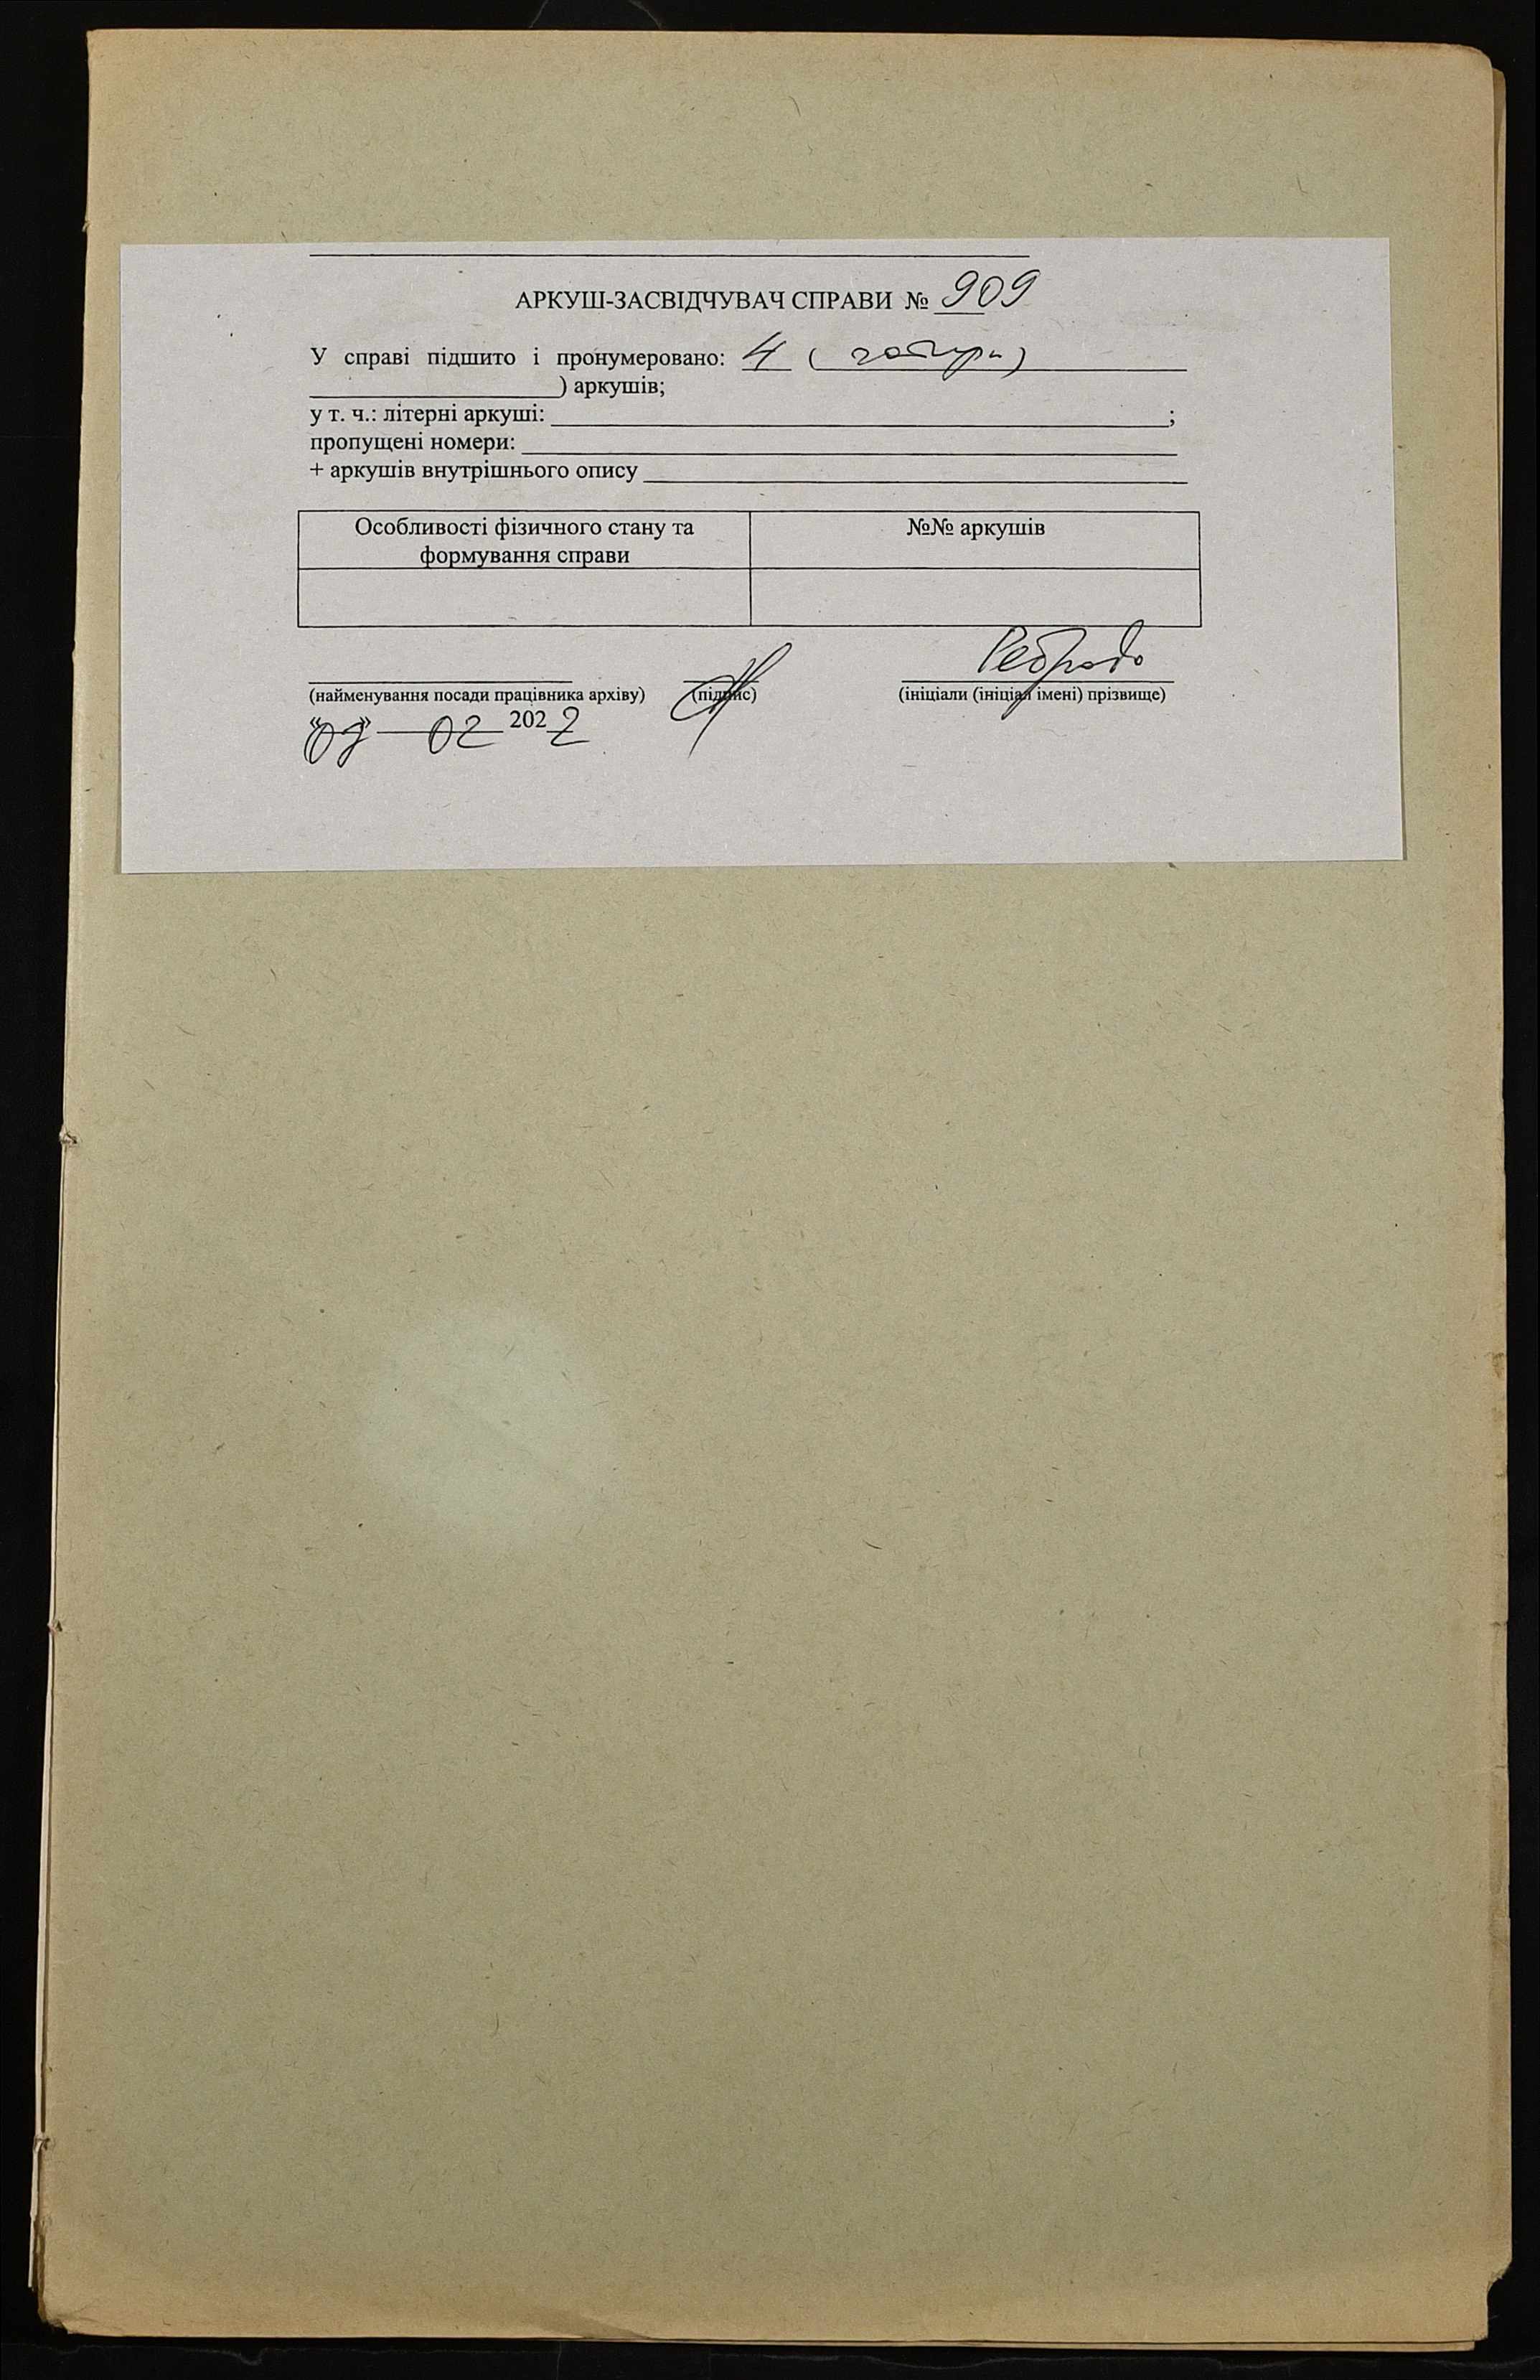 АРКУШ-ЗАСВІДЧУВАЧ СПРАВИ № 909
У справі підшито і пронумеровано: 4 ( чотири )
) аркушів;
у т. ч.: літерні аркуші: ;
пропущені номери:
+ аркушів внутрішнього опису
Особливості фізичного стану та
формування справи
№№ аркушів
(найменування посади працівника архіву) (підпис) (ініціали (ініціал імені) прізвище)
02 2022